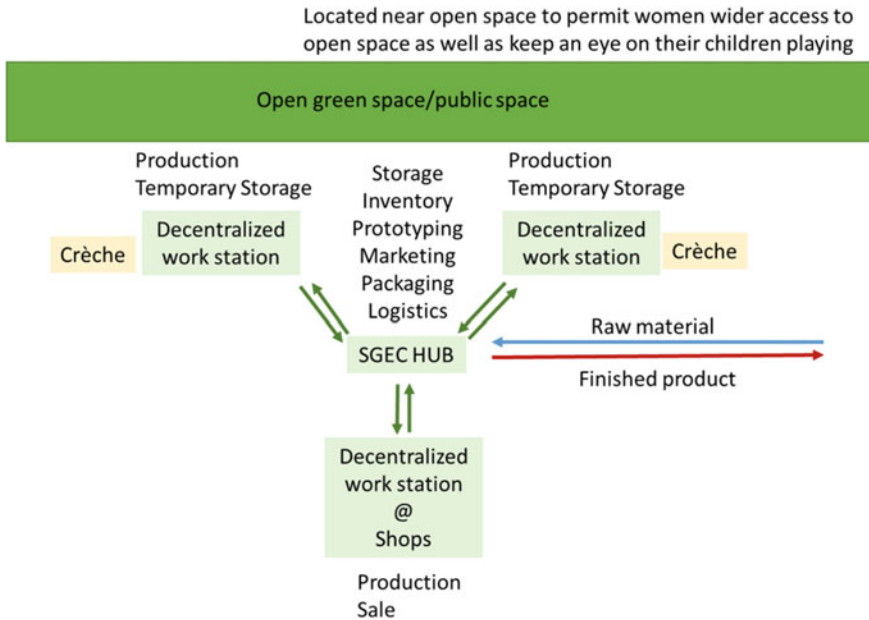 Located near open space to permit women wider access to
open space as well as keep an eye on their children playing
Open green space/public space
Production
Temporary Storage
Decentralized
work station
Crèche
Storage
Inventory
Prototyping
Marketing
Packaging
Logistics
Production
Temporary Storage
Decentralized
work station
Crèche
SGEC HUB
Raw material
Finished product
Decentralized
work station
@
Shops
Production
Sale